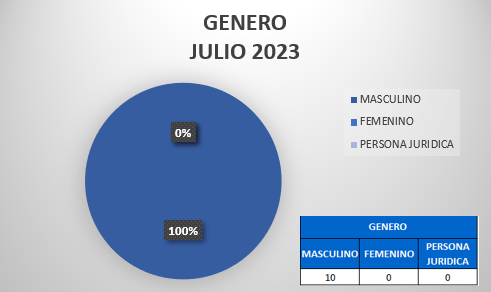 GENERO
JULIO 2023
MASCULINO
FEMENINO
PERSONA JURIDICA
0%
100%
GENERO
MASCULINO FEMENINO PERSONA JURIDICA
10 0 0